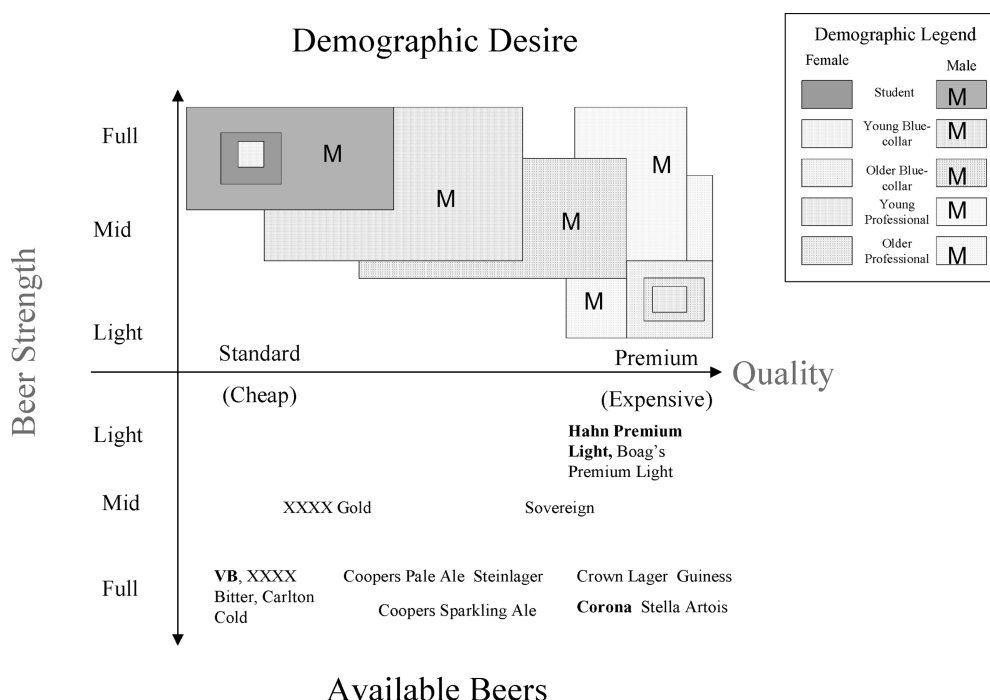 Demographic Desire
Demographic Legend
Female
Male
Student
M
Young Blue-
collar
M
Older Blue-
collar
M
Young
Professional
M
Older
Professional
M
Full
Mid
Light
M
M
M
M
M
Beer Strength
Standard
(Cheap)
Premium
(Expensive)
Quality
Light
Mid
Full
Hahn Premium
Light, Boag's
Premium Light
XXXX Gold
Sovereign
VB, XXXX
Bitter, Carlton
Cold
Coopers Pale Ale Steinlager
Coopers Sparkling Ale
Crown Lager Guiness
Corona Stella Artois
Available Beers